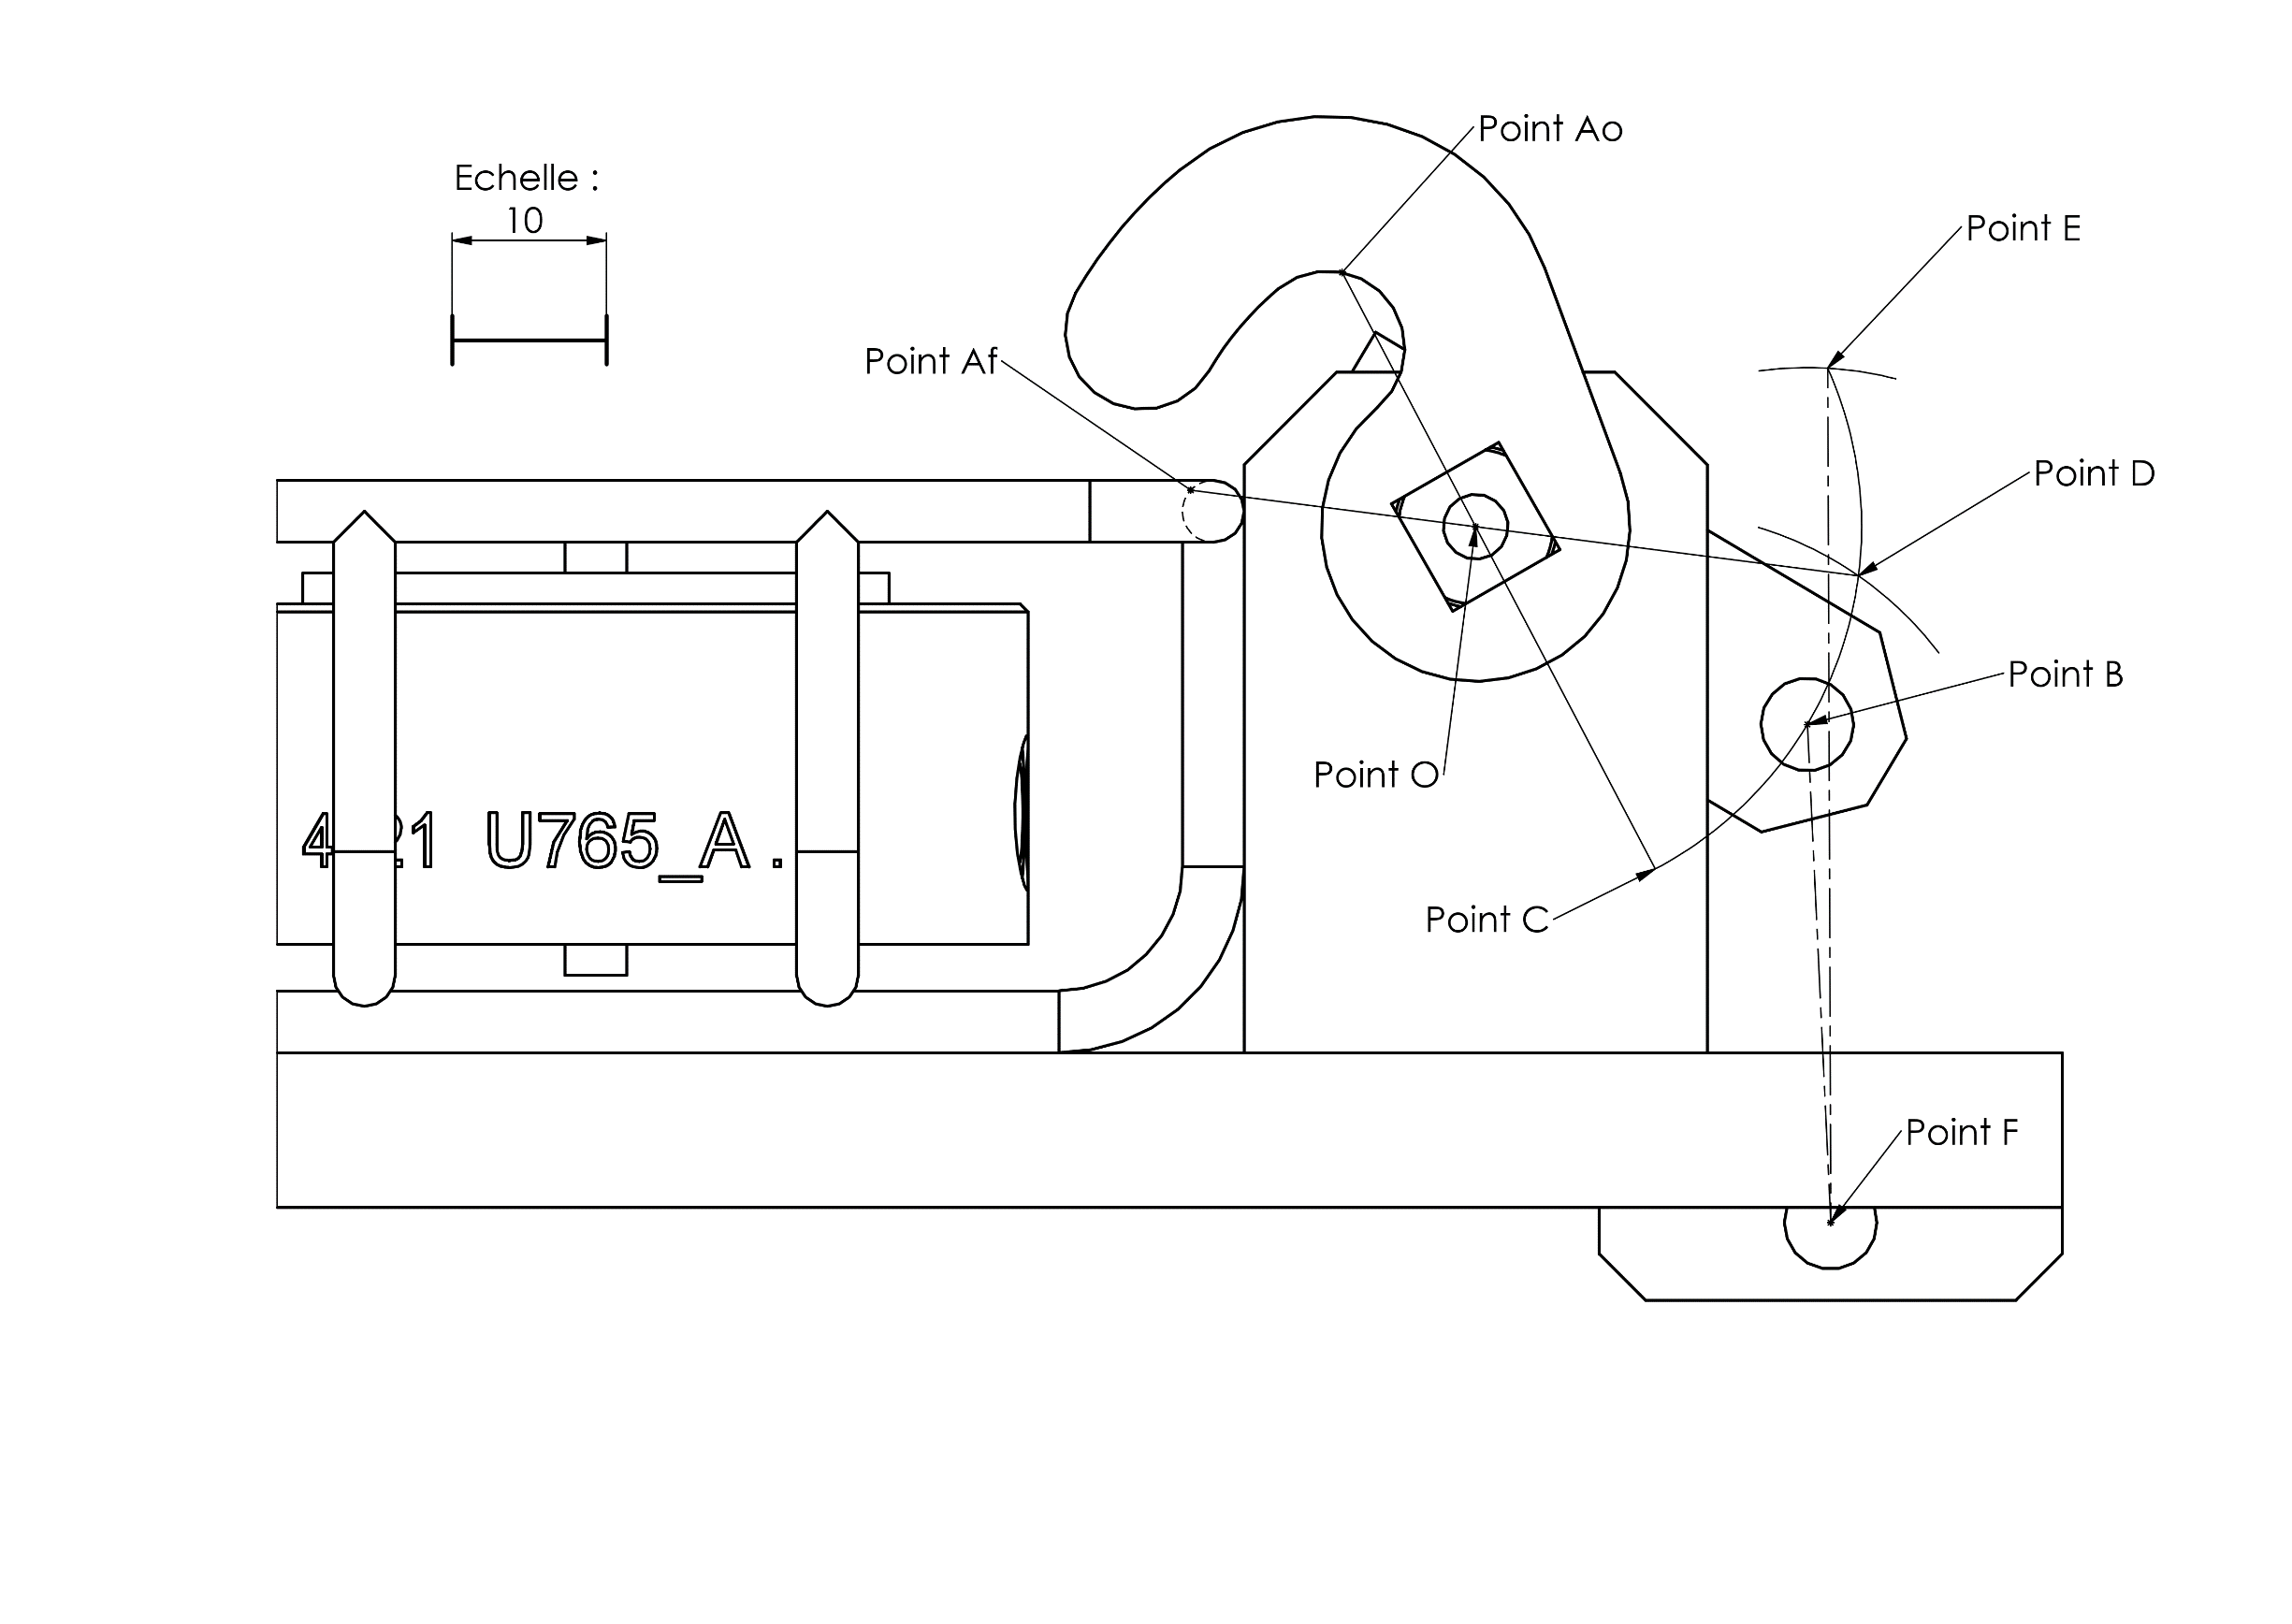 Point Ao
Echelle :
10
Point E
Point Af
Point D
Point B
Point O
U765_A .
Point C
Point F